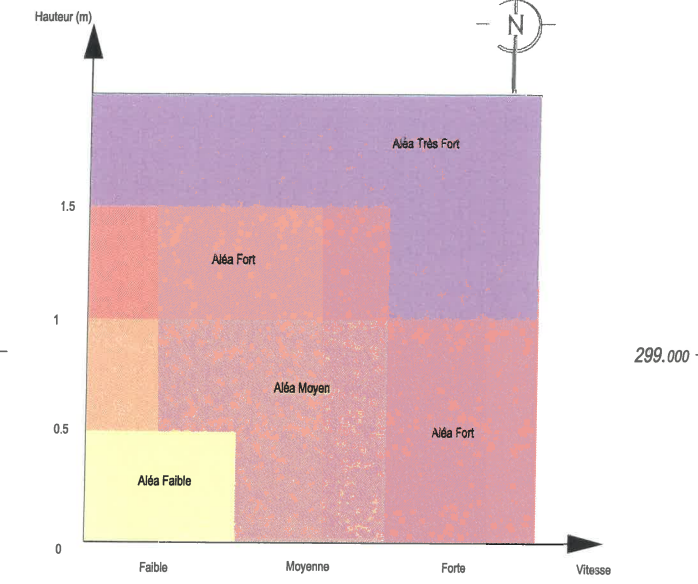 Hauteur (m)
N
Aléa Très Fort
1.5
Aléa Fort
1
299.000
Aléa Moyen
0.5
Aléa Fort
Aléa Faible
0
Faible
Moyenne
Forte
Vitesse